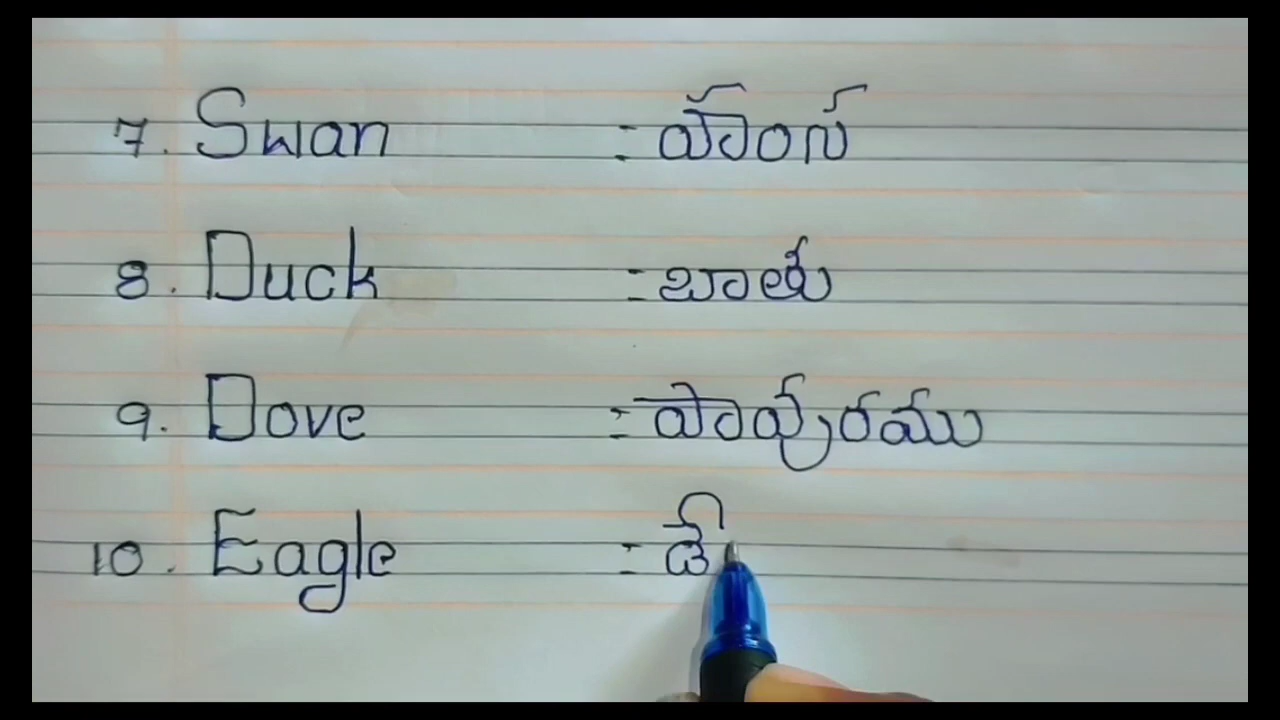 7. Swan : హంస
8. Duck : బాతు
9. Dove : పావురము
10. Eagle : డే